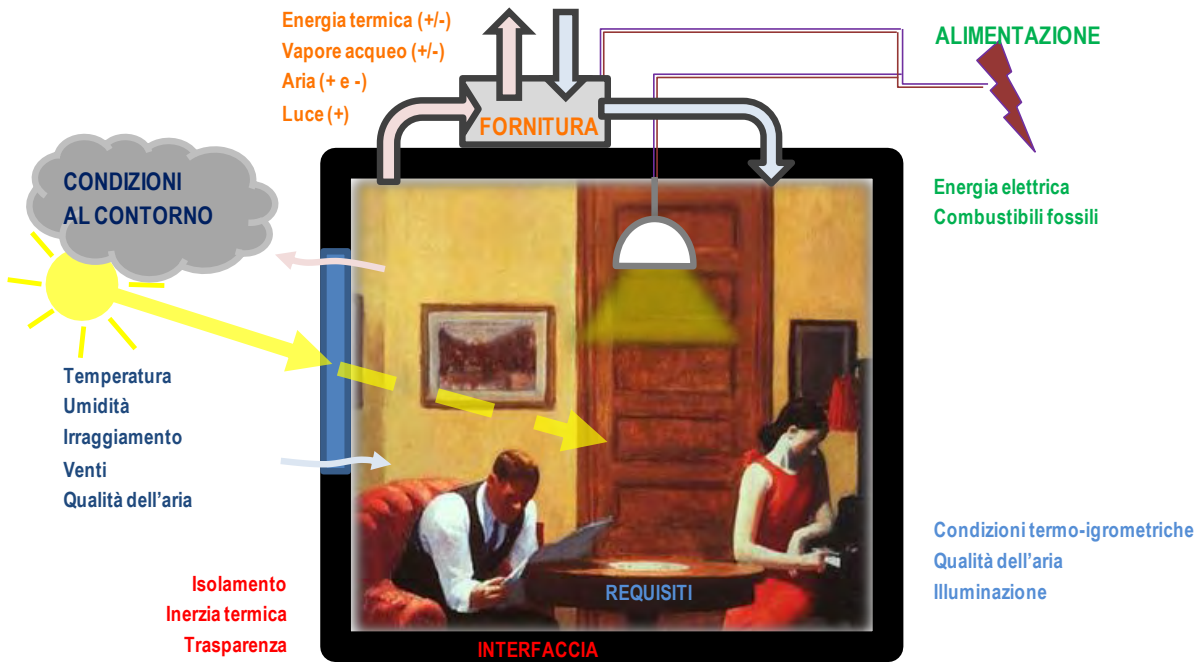 Energia termica (+/-)
Vapore acqueo (+/-)
Aria (+ e -)
Luce (+)
FORNITURA
ALIMENTAZIONE
Energia elettrica
Combustibili fossili
CONDIZIONI
AL CONTORNO
Temperatura
Umidità
Irraggiamento
Venti
Qualità dell'aria
Isolamento
Inerzia termica
Trasparenza
INTERFACCIA
REQUISITI
Condizioni termo-igrometriche
Qualità dell'aria
Illuminazione